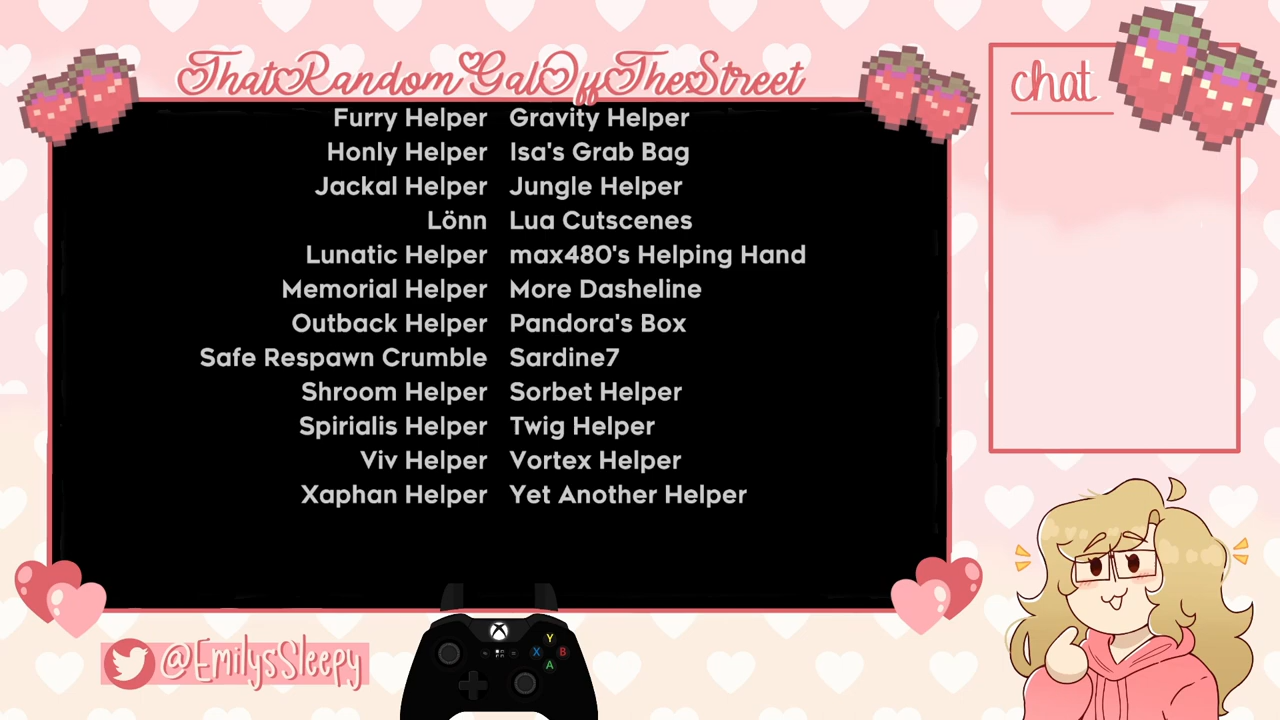 ThatRandomGalOffTheStreet
chat
Furry Helper Gravity Helper
Honly Helper Isa's Grab Bag
Jackal Helper Jungle Helper
Lönn Lua Cutscenes
Lunatic Helper max480's Helping Hand
Memorial Helper More Dasheline
Outback Helper Pandora's Box
Safe Respawn Crumble Sardine7
Shroom Helper Sorbet Helper
Spirialis Helper Twig Helper
Viv Helper Vortex Helper
Xaphan Helper Yet Another Helper
@EmilysSleepy
Y
X B
A